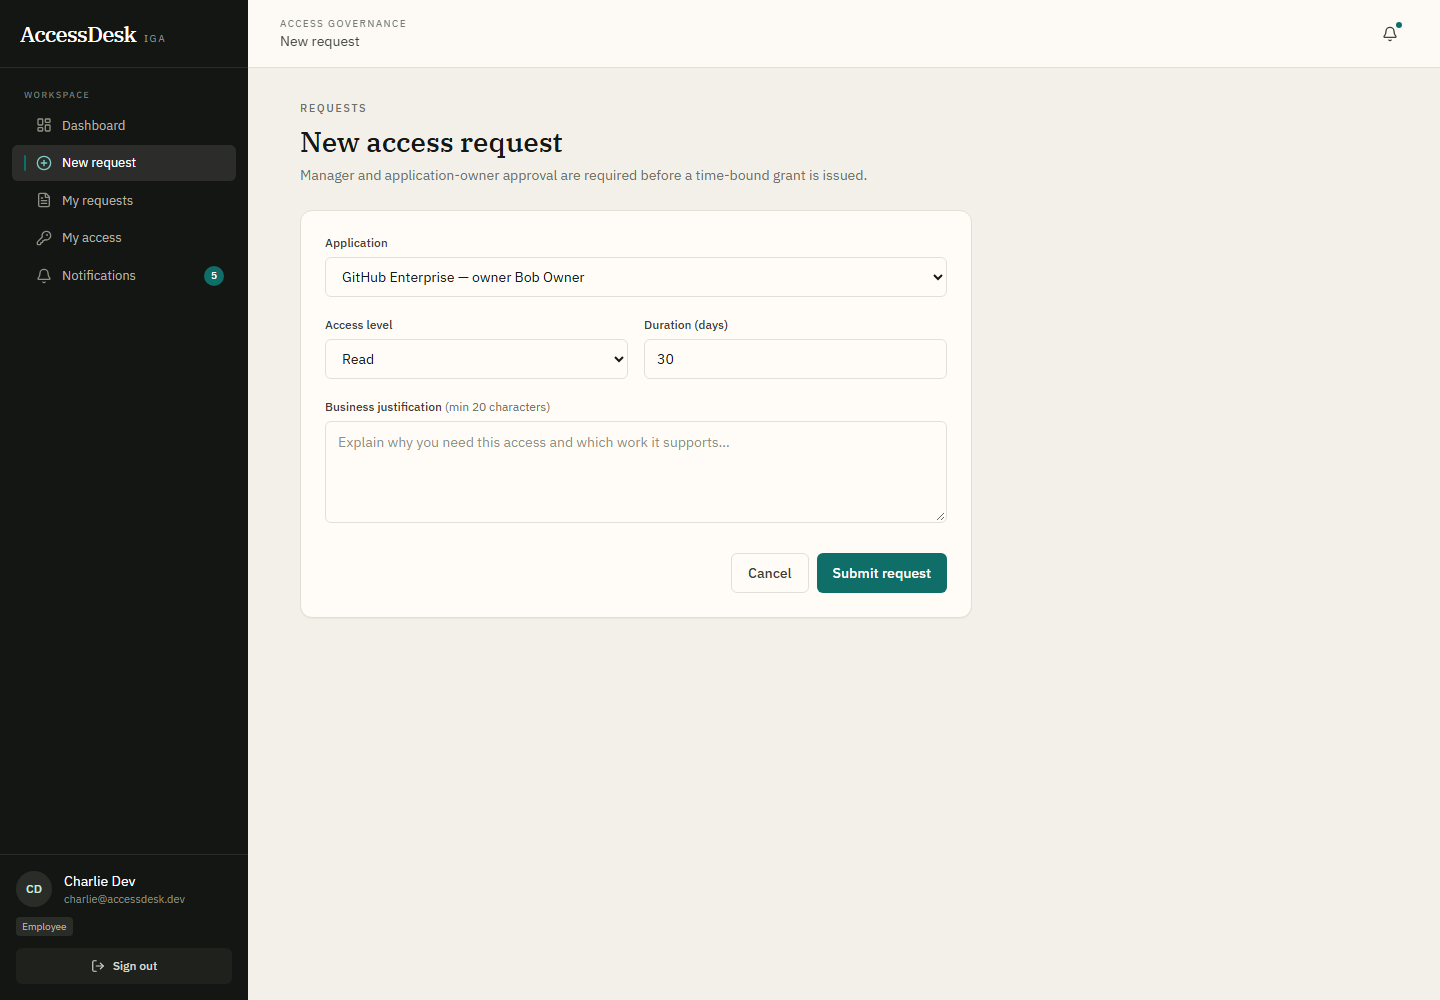 AccessDesk IGA
WORKSPACE
Dashboard
New request
My requests
My access
Notifications 5
CD
Charlie Dev
charlie@accessdesk.dev
Employee
Sign out
ACCESS GOVERNANCE
New request
REQUESTS
New access request
Manager and application-owner approval are required before a time-bound grant is issued.
Application
GitHub Enterprise — owner Bob Owner
Access level
Read
Duration (days)
30
Business justification (min 20 characters)
Explain why you need this access and which work it supports...
Cancel
Submit request